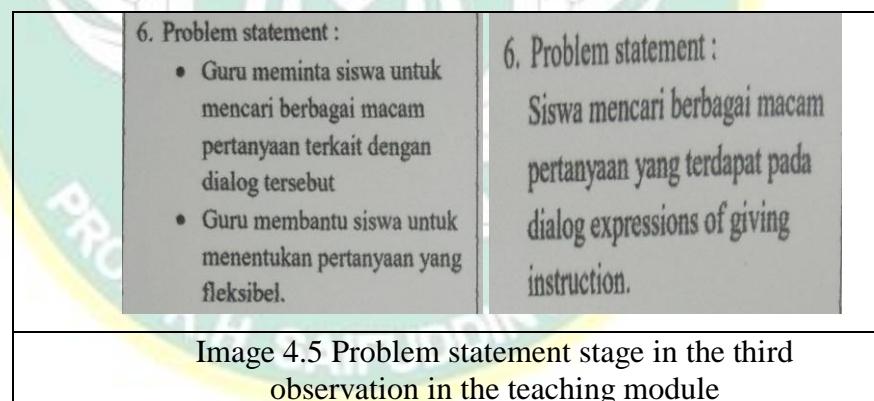 6. Problem statement :
• Guru meminta siswa untuk
mencari berbagai macam
pertanyaan terkait dengan
dialog tersebut
• Guru membantu siswa untuk
menentukan pertanyaan yang
fleksibel.
6. Problem statement :
Siswa mencari berbagai macam
pertanyaan yang terdapat pada
dialog expressions of giving
instruction.
Image 4.5 Problem statement stage in the third
observation in the teaching module